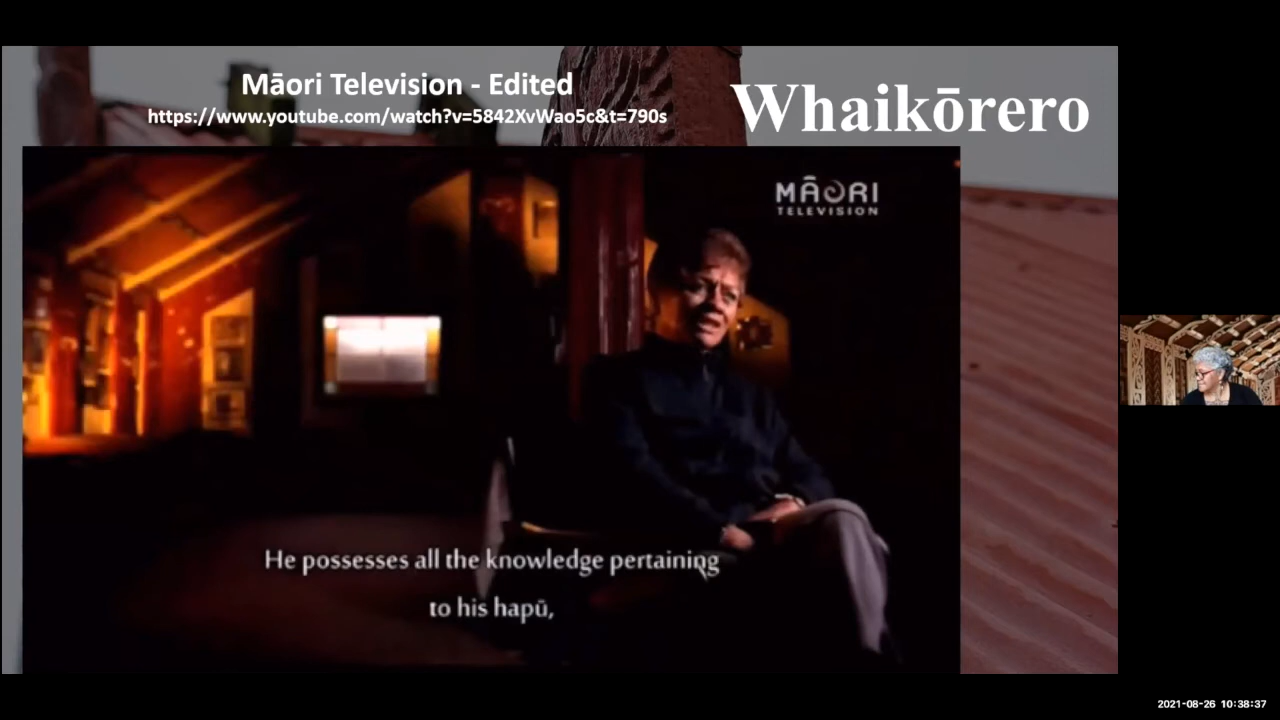 Māori Television - Edited
https://www.youtube.com/watch?v=5842XvWao5c&t=790s
Whaikōrero
MĀORI
TELEVISION
He possesses all the knowledge pertaining
to his hapū,
2021-08-26 10:38:37